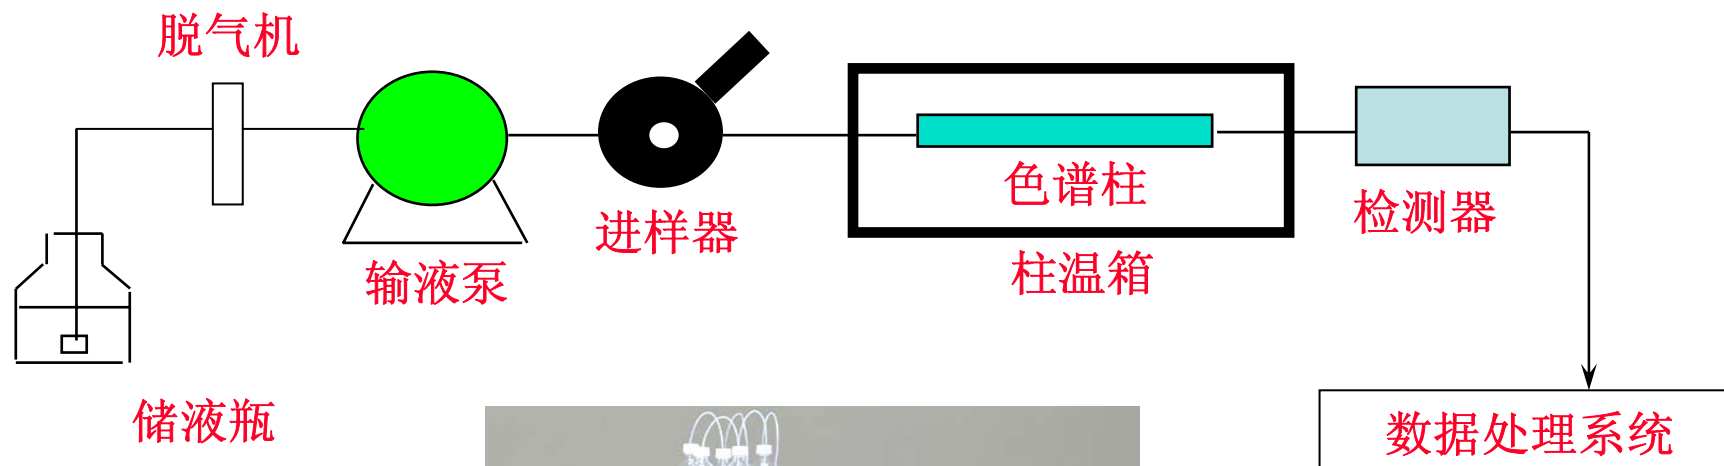 脱气机
输液泵
进样器
色谱柱
柱温箱
检测器
储液瓶
数据处理系统